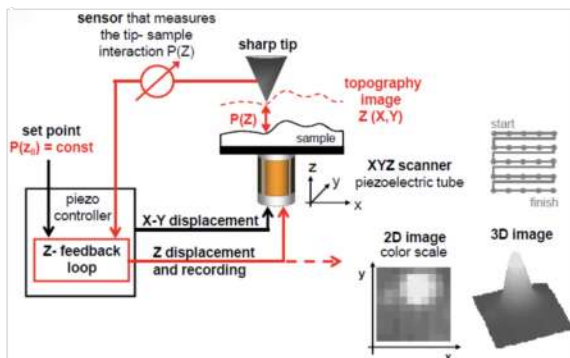 sensor that measures
the tip- sample
interaction P(Z)
sharp tip
topography
image
Z (X,Y)
P(Z)
sample
set point
P(z₀) = const
piezo
controller
Z- feedback
loop
X-Y displacement
Z displacement
and recording
z
y
x
XYZ scanner
piezoelectric tube
start
finish
2D image
color scale
y
x
3D image